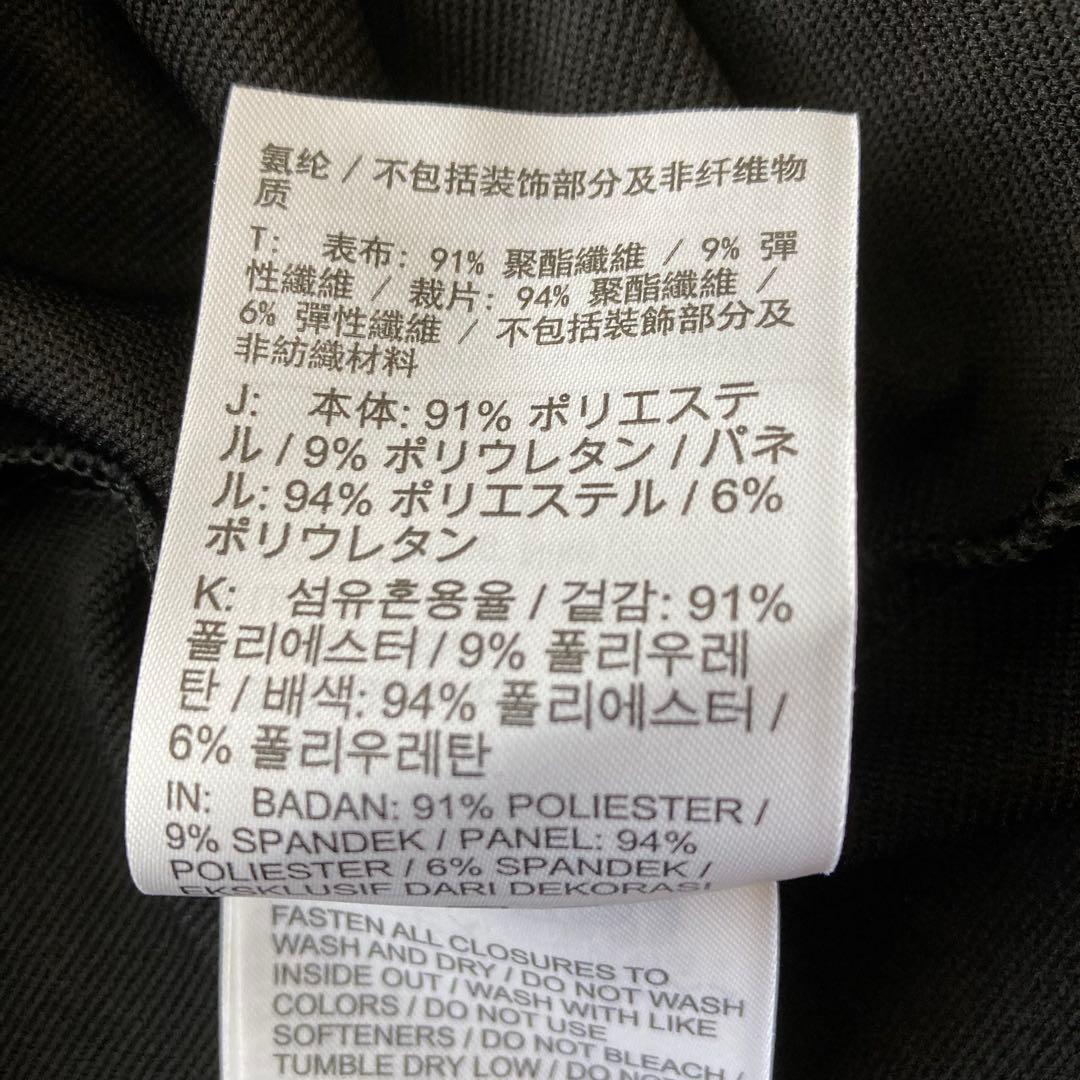 氨纶 / 不包括装饰部分及非纤维物
质
T: 表布: 91% 聚酯纖維 / 9% 彈
性纖維 / 裁片: 94% 聚酯纖維 /
6% 彈性纖維 / 不包括裝飾部分及
非紡織材料
J: 本体: 91% ポリエステ
ル / 9% ポリウレタン / パネ
ル: 94% ポリエステル / 6%
ポリウレタン
K: 섬유혼용율 / 겉감: 91%
폴리에스터 / 9% 폴리우레
탄 / 배색: 94% 폴리에스터 /
6% 폴리우레탄
IN: BADAN: 91% POLIESTER /
9% SPANDEK / PANEL: 94%
POLIESTER / 6% SPANDEK /
EKSKLUSIF DARI DEKORASI
FASTEN ALL CLOSURES TO
WASH AND DRY / DO NOT WASH
INSIDE OUT / WASH WITH LIKE
COLORS / DO NOT USE
SOFTENERS / DO NOT BLEACH /
TUMBLE DRY LOW / DO NOT